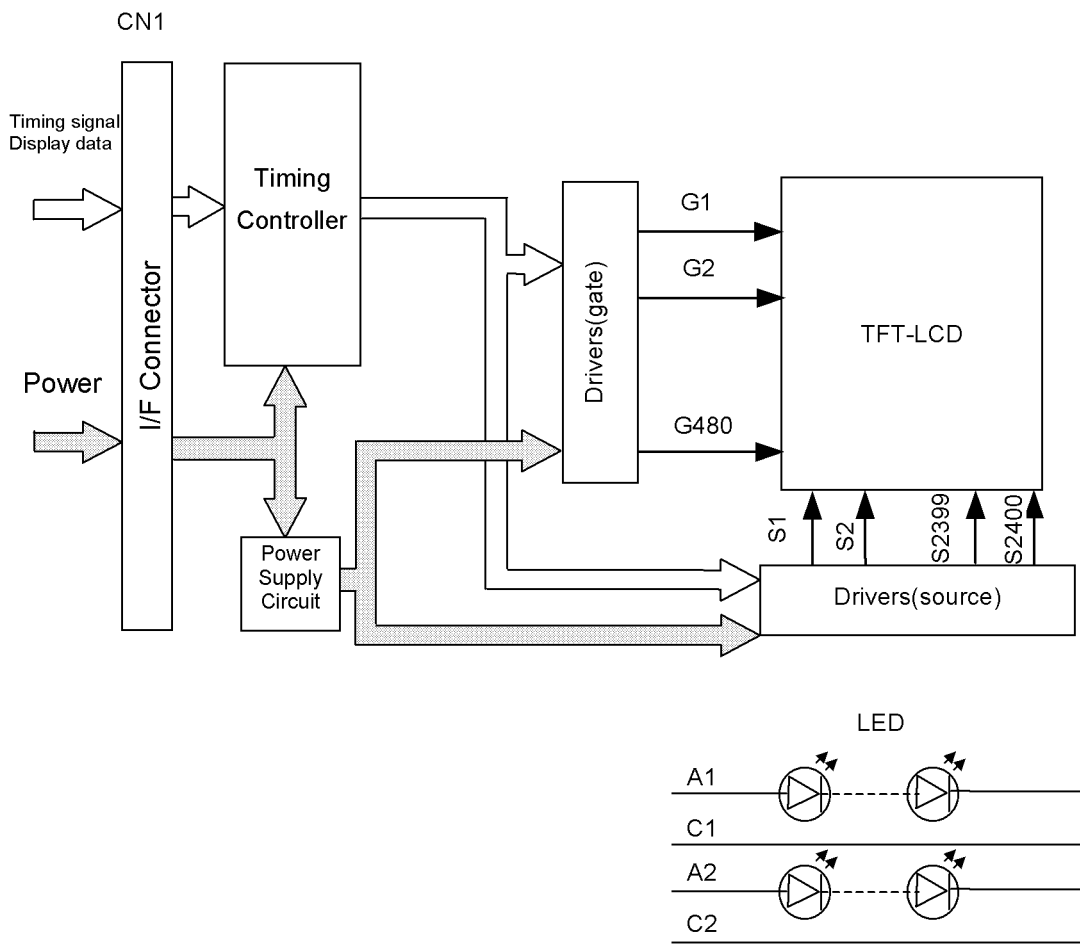 CN1
Timing signal
Display data
Power
I/F Connector
Timing
Controller
Power
Supply
Circuit
Drivers(gate)
G1
G2
G480
TFT-LCD
S1
S2
S2399
S2400
Drivers(source)
LED
A1
C1
A2
C2